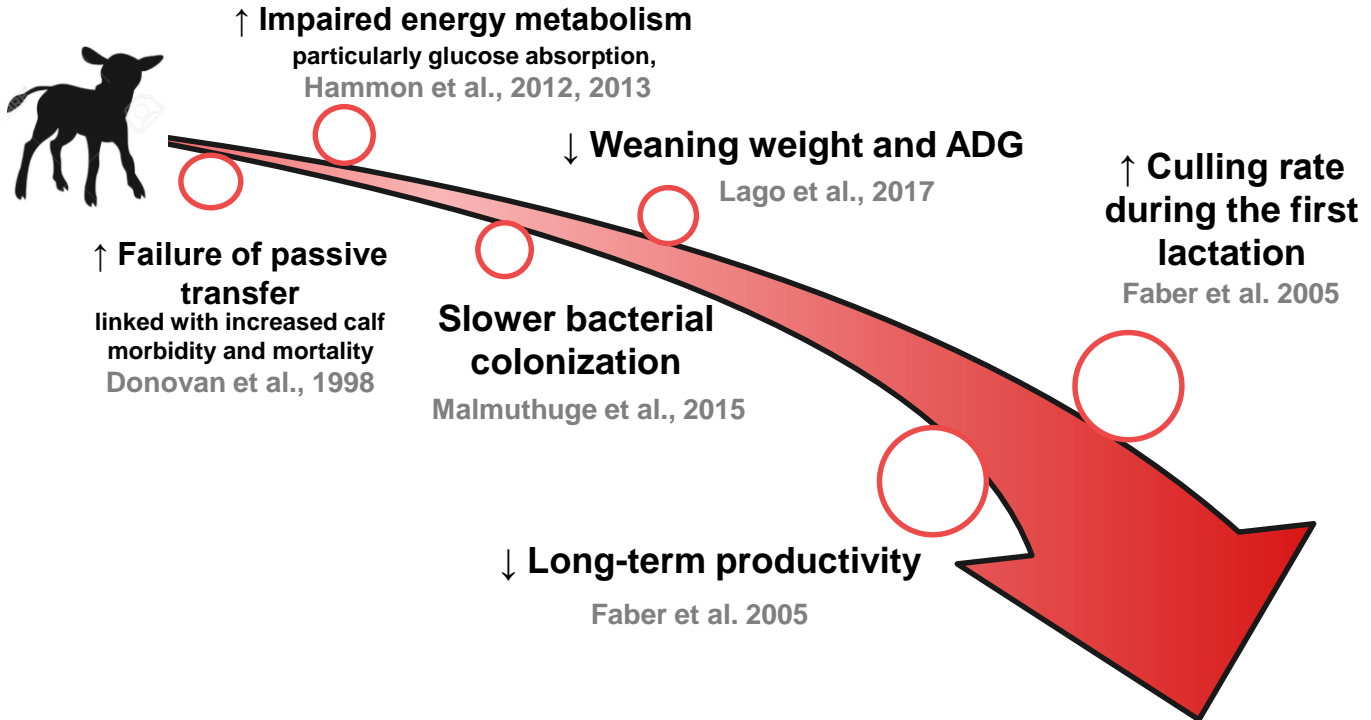 ↑ Impaired energy metabolism
particularly glucose absorption,
Hammon et al., 2012, 2013
↓ Weaning weight and ADG
Lago et al., 2017
↑ Culling rate
during the first
lactation
Faber et al. 2005
↑ Failure of passive
transfer
linked with increased calf
morbidity and mortality
Donovan et al., 1998
Slower bacterial
colonization
Malmuthuge et al., 2015
↓ Long-term productivity
Faber et al. 2005